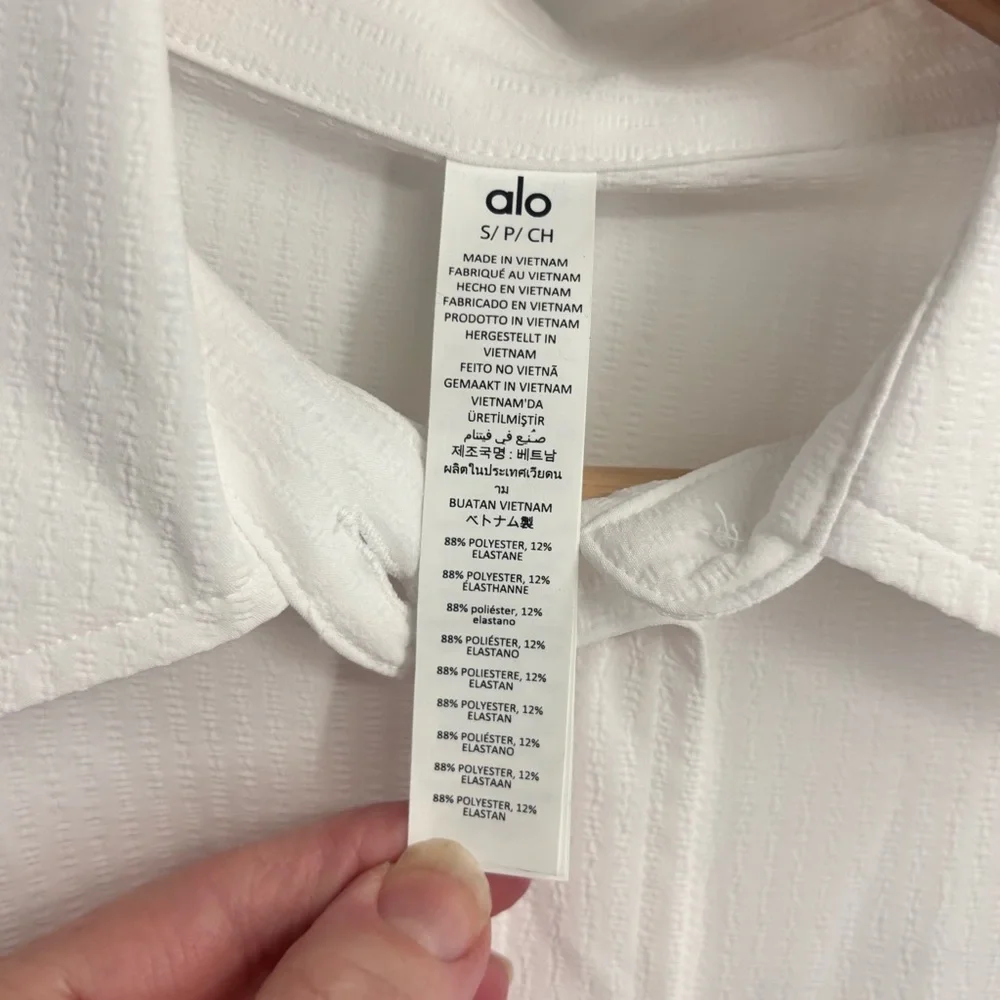 alo
S/ P/ CH
MADE IN VIETNAM
FABRIQUÉ AU VIETNAM
HECHO EN VIETNAM
FABRICADO EN VIETNAM
PRODOTTO IN VIETNAM
HERGESTELLT IN
VIETNAM
FEITO NO VIETNÃ
GEMAAKT IN VIETNAM
VIETNAM'DA
ÜRETİLMİŞTİR
صُنِع في فيتنام
제조국명 : 베트남
ผลิตในประเทศเวียดน
าม
BUATAN VIETNAM
ベトナム製
88% POLYESTER, 12%
ELASTANE
88% POLYESTER, 12%
ÉLASTHANNE
88% poliéster, 12%
elastano
88% POLIÉSTER, 12%
ELASTANO
88% POLIESTERE, 12%
ELASTAN
88% POLYESTER, 12%
ELASTAN
88% POLIÉSTER, 12%
ELASTANO
88% POLYESTER, 12%
ELASTAAN
88% POLYESTER, 12%
ELASTAN